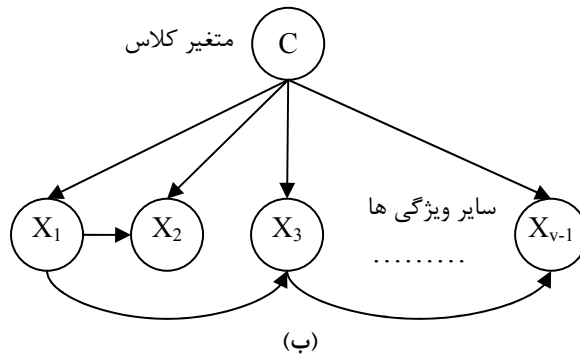 متغیر کلاس
C
سایر ویژگی ها
X1 X2 X3 ......... Xv-1
(ب)